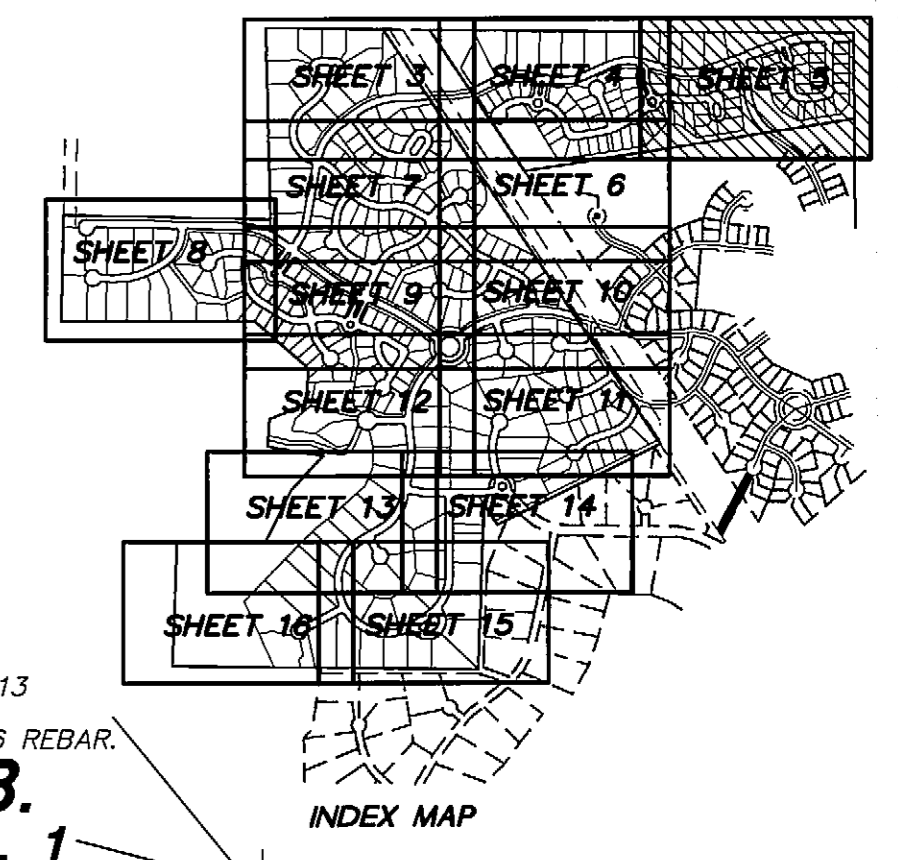 SHEET 3
SHEET 4
SHEET 5
SHEET 7
SHEET 6
SHEET 8
SHEET 9
SHEET 10
SHEET 12
SHEET 11
SHEET 13
SHEET 14
SHEET 16
SHEET 15
13
REBAR.
INDEX MAP
1